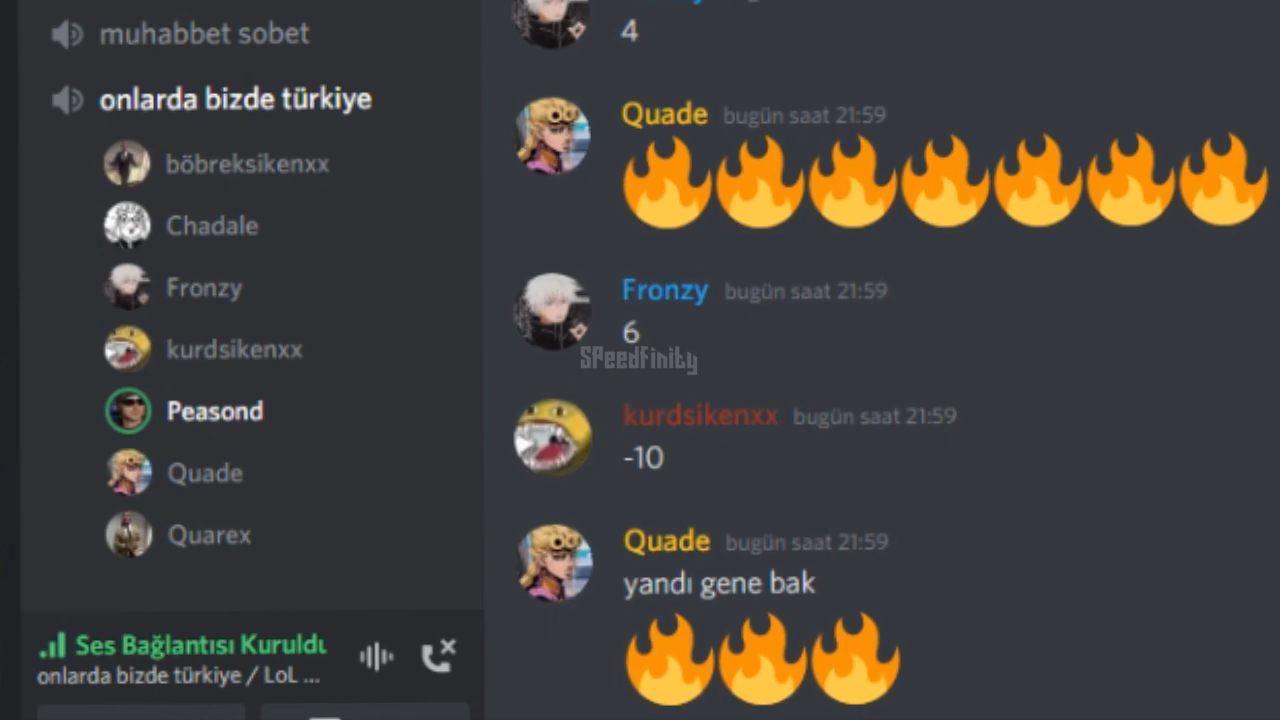 muhabbet sobet
onlarda bizde türkiye
böbreksikenxx
Chadale
Fronzy
kurdsikenxx
Peasond
Quade
Quarex
Ses Bağlantısı Kuruldu
onlarda bizde türkiye / LoL ...
4
Quade bugün saat 21:59
🔥🔥🔥🔥🔥🔥🔥
Fronzy bugün saat 21:59
6
SPeedfinity
kurdsikenxx bugün saat 21:59
-10
Quade bugün saat 21:59
yandı gene bak
🔥🔥🔥